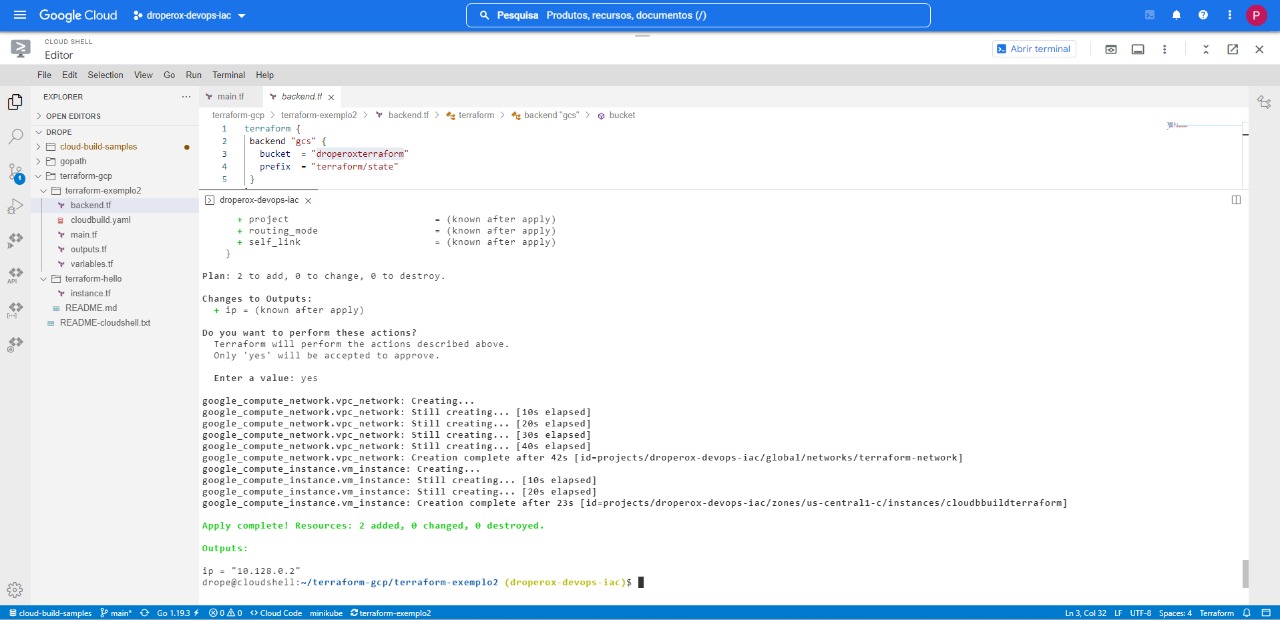 Google Cloud
droperox-devops-iac
Pesquisa Produtos, recursos, documentos (/)
P
CLOUD SHELL
Editor
Abrir terminal
File Edit Selection View Go Run Terminal Help
EXPLORER
main.tf
backend.tf
OPEN EDITORS
terraform-gcp > terraform-exemplo2 > backend.tf > terraform > backend "gcs" > bucket
DROPE
cloud-build-samples
gopath
terraform-gcp
terraform-exemplo2
backend.tf
cloudbuild.yaml
main.tf
outputs.tf
variables.tf
terraform-hello
instance.tf
README.md
README-cloudshell.txt
1 terraform {
2 backend "gcs" {
3 bucket = "droperoxterraform"
4 prefix = "terraform/state"
5 }
droperox-devops-iac
+ project = (known after apply)
+ routing_mode = (known after apply)
+ self_link = (known after apply)
}
Plan: 2 to add, 0 to change, 0 to destroy.
Changes to Outputs:
+ ip = (known after apply)
Do you want to perform these actions?
Terraform will perform the actions described above.
Only 'yes' will be accepted to approve.
Enter a value: yes
google_compute_network.vpc_network: Creating...
google_compute_network.vpc_network: Still creating... [10s elapsed]
google_compute_network.vpc_network: Still creating... [20s elapsed]
google_compute_network.vpc_network: Still creating... [30s elapsed]
google_compute_network.vpc_network: Still creating... [40s elapsed]
google_compute_network.vpc_network: Creation complete after 42s [id=projects/droperox-devops-iac/global/networks/terraform-network]
google_compute_instance.vm_instance: Creating...
google_compute_instance.vm_instance: Still creating... [10s elapsed]
google_compute_instance.vm_instance: Still creating... [20s elapsed]
google_compute_instance.vm_instance: Creation complete after 23s [id=projects/droperox-devops-iac/zones/us-central1-c/instances/cloudbbuildterraform]
Apply complete! Resources: 2 added, 0 changed, 0 destroyed.
Outputs:
ip = "10.128.0.2"
drope@cloudshell:~/terraform-gcp/terraform-exemplo2 (droperox-devops-iac)$
cloud-build-samples main* Go 1.19.3 0 0 Cloud Code minikube terraform-exemplo2 Ln 3, Col 32 LF UTF-8 Spaces: 4 Terraform